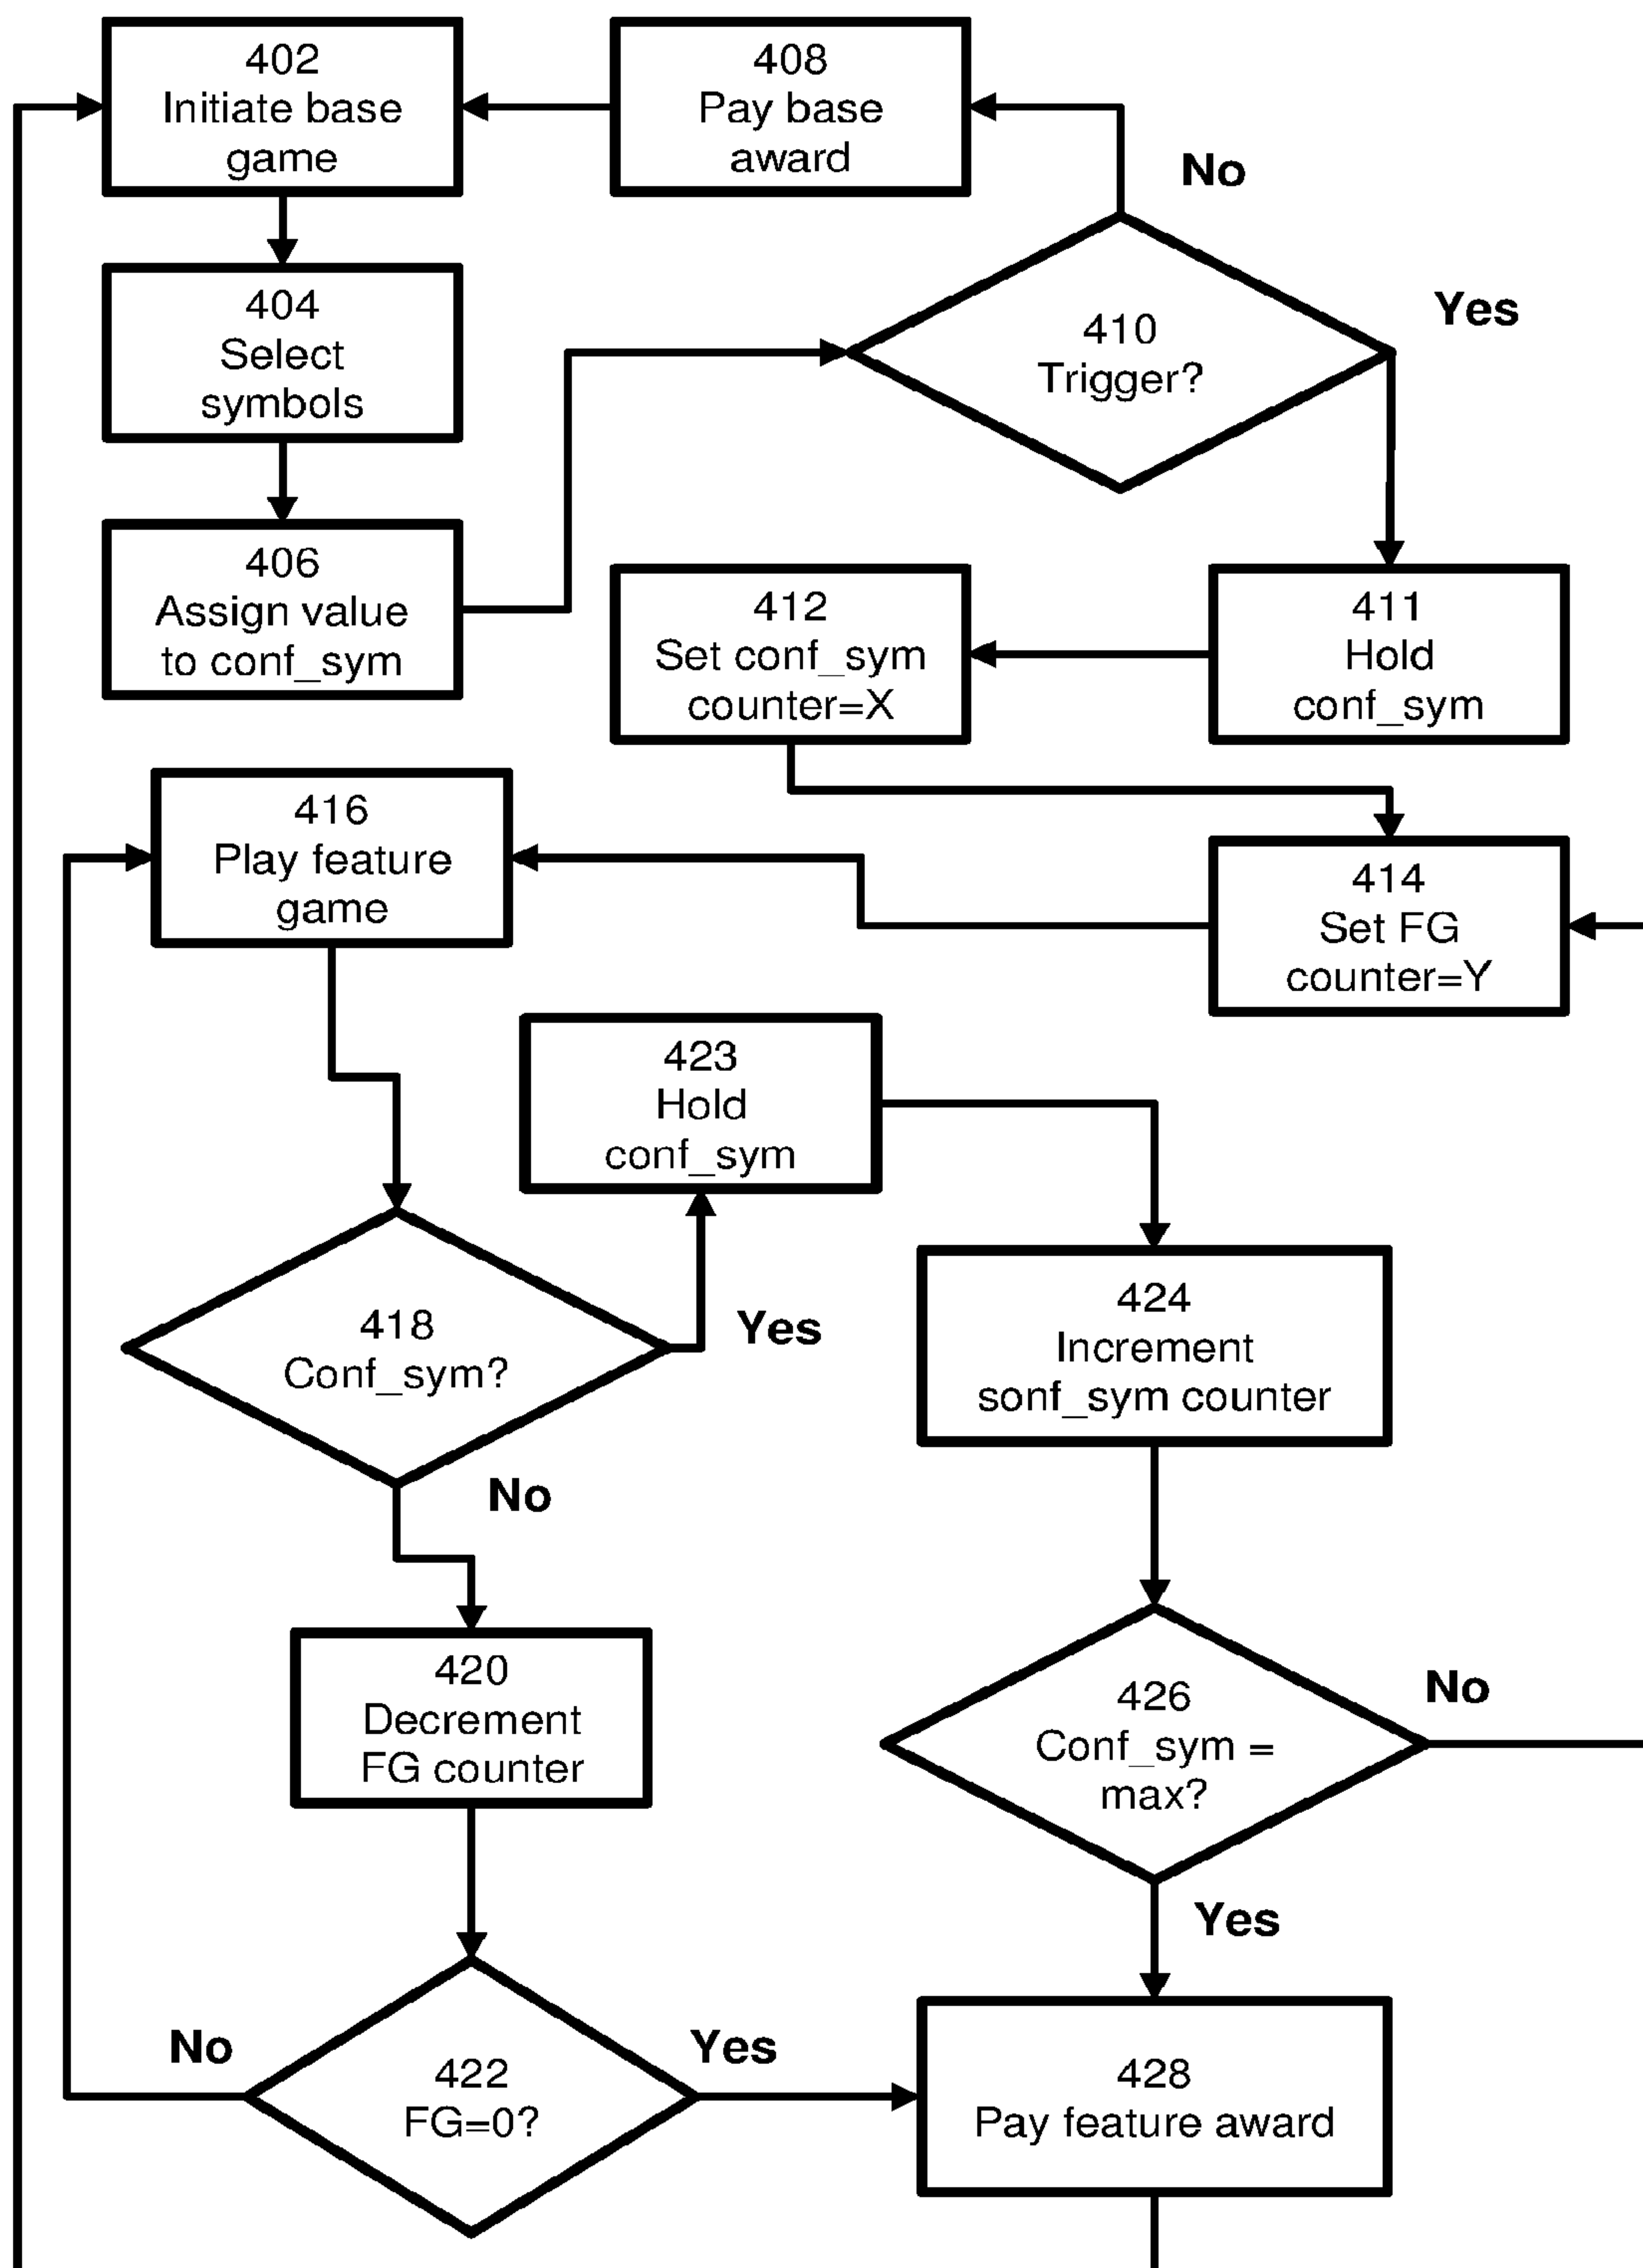 402
Initiate base
game
408
Pay base
award
No
404
Select
symbols
410
Trigger?
Yes
406
Assign value
to conf_sym
412
Set conf_sym
counter=X
411
Hold
conf_sym
416
Play feature
game
414
Set FG
counter=Y
423
Hold
conf_sym
418
Conf_sym?
Yes
No
424
Increment
sonf_sym counter
420
Decrement
FG counter
426
Conf_sym =
max?
No
Yes
422
FG=0?
No
Yes
428
Pay feature award